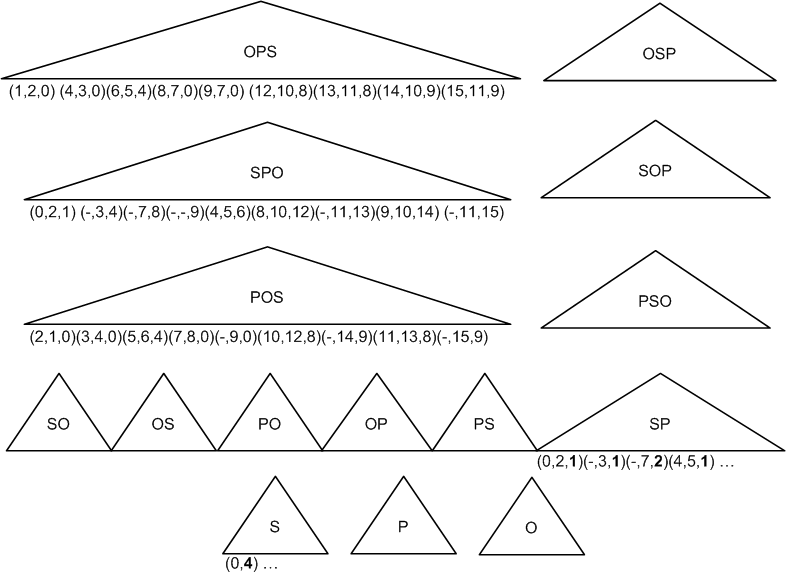 OPS
OSP
(1,2,0) (4,3,0)(6,5,4)(8,7,0)(9,7,0) (12,10,8)(13,11,8)(14,10,9)(15,11,9)
SPO
SOP
(0,2,1) (-,3,4)(-,7,8)(-,-,9)(4,5,6)(8,10,12)(-,11,13)(9,10,14) (-,11,15)
POS
PSO
(2,1,0)(3,4,0)(5,6,4)(7,8,0)(-,9,0)(10,12,8)(-,14,9)(11,13,8)(-,15,9)
SO OS PO OP PS SP
(0,2,1)(-,3,1)(-,7,2)(4,5,1) ...
S P O
(0,4) ...